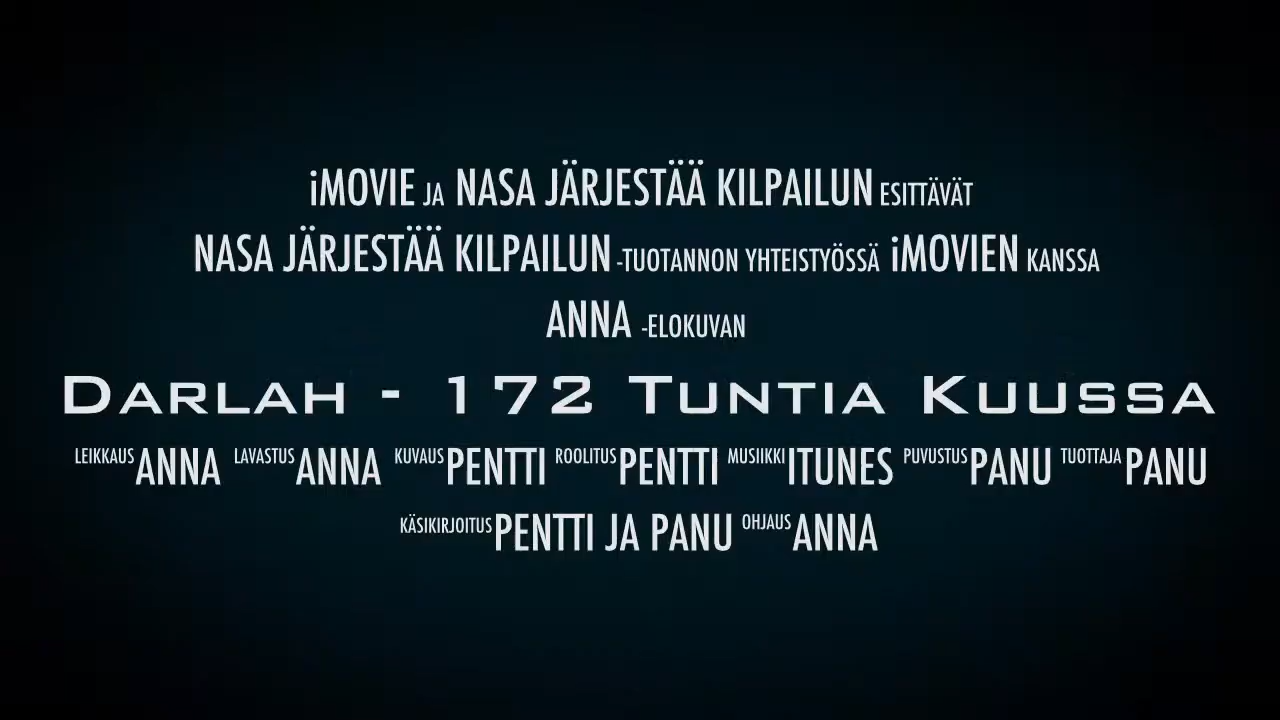 iMOVIE JA NASA JÄRJESTÄÄ KILPAILUN ESITTÄVÄT
NASA JÄRJESTÄÄ KILPAILUN -TUOTANNON YHTEISTYÖSSÄ iMOVIEN KANSSA
ANNA -ELOKUVAN
DARLAH - 172 TUNTIA KUUSSA
LEIKKAUS ANNA LAVASTUS ANNA KUVAUS PENTTI ROOLITUS PENTTI MUSIIKKI ITUNES PUVUSTUS PANU TUOTTAJA PANU
KÄSIKIRJOITUS PENTTI JA PANU OHJAUS ANNA